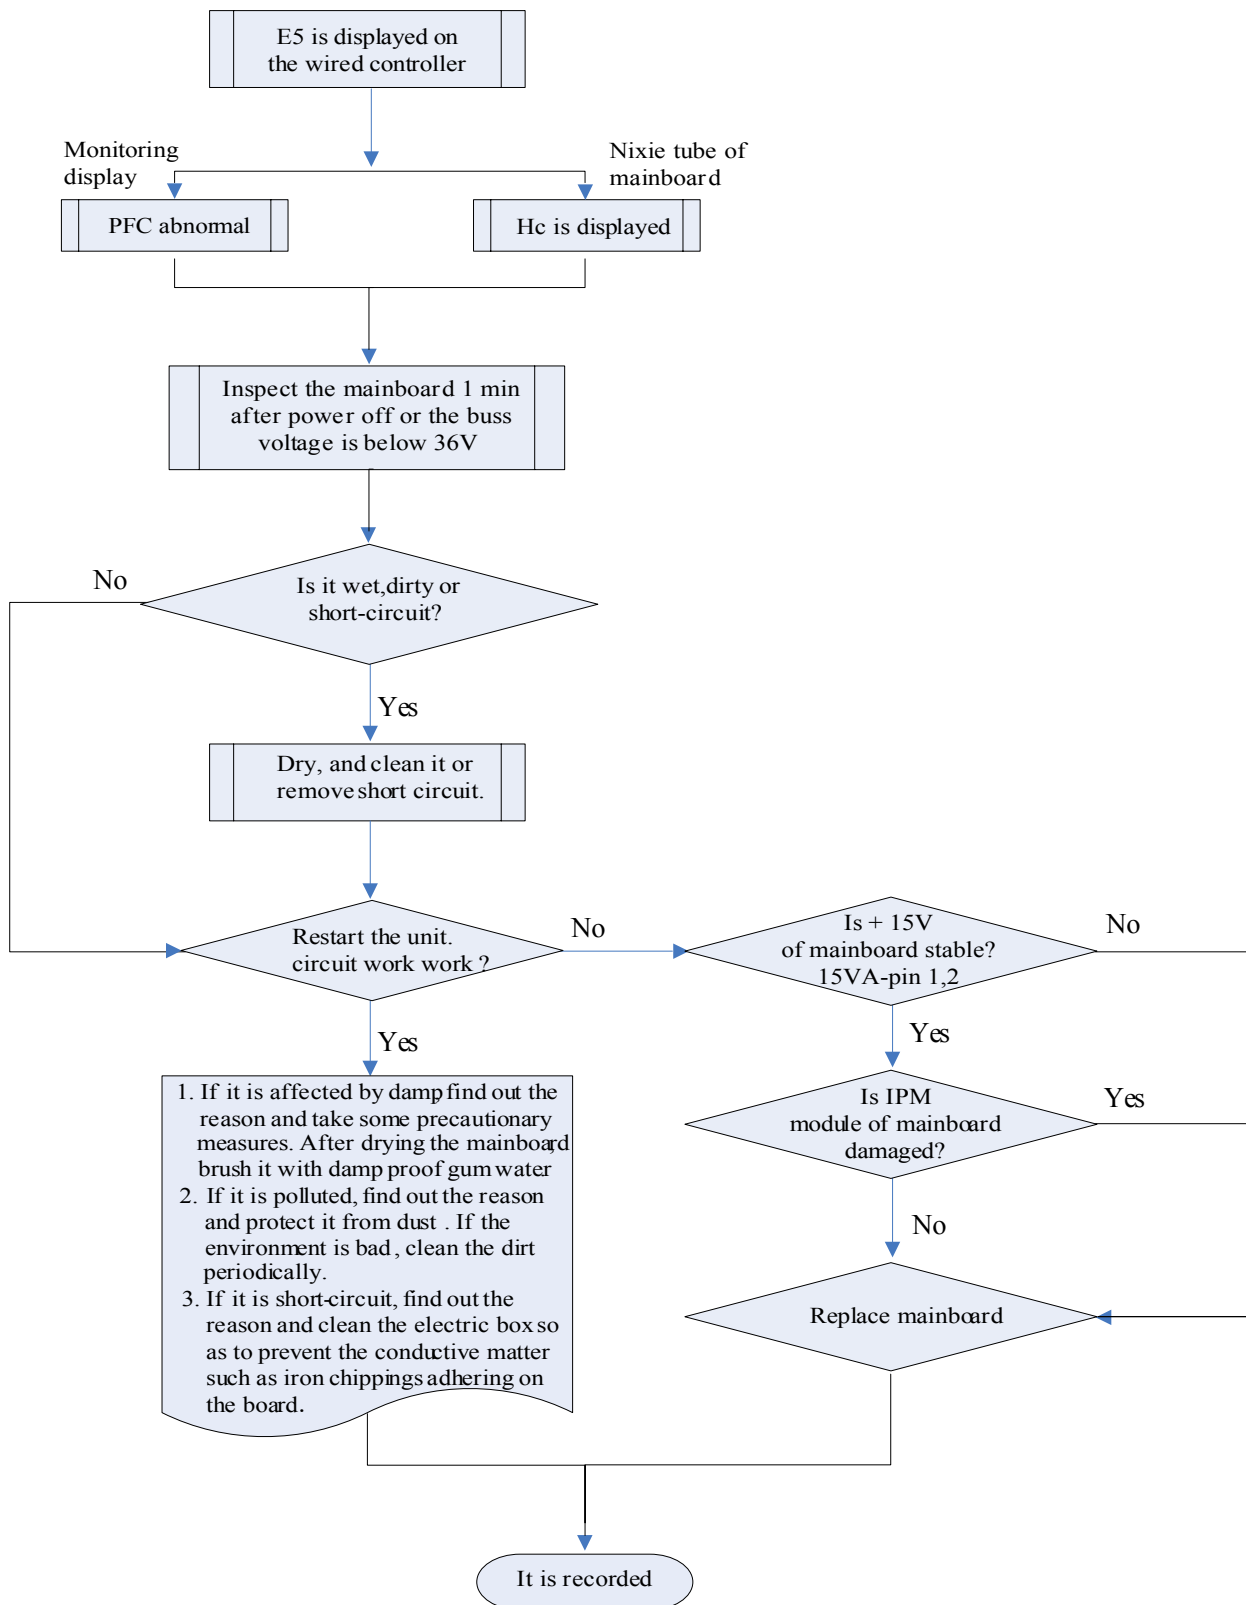 E5 is displayed on
the wired controller
Monitoring
display
Nixie tube of
mainboard
PFC abnormal
Hc is displayed
Inspect the mainboard 1 min
after power off or the buss
voltage is below 36V
No
Is it wet,dirty or
short-circuit?
Yes
Dry, and clean it or
remove short circuit.
Restart the unit.
circuit work work ?
No
Is + 15V
of mainboard stable?
15VA-pin 1,2
No
Yes
Yes
Is IPM
module of mainboard
damaged?
Yes
No
1. If it is affected by damp,find out the
reason and take some precautionary
measures. After drying the mainboard,
brush it with damp proof gum water
2. If it is polluted, find out the reason
and protect it from dust . If the
environment is bad , clean the dirt
periodically.
3. If it is short-circuit, find out the
reason and clean the electric box so
as to prevent the conductive matter
such as iron chippings adhering on
the board.
Replace mainboard
It is recorded